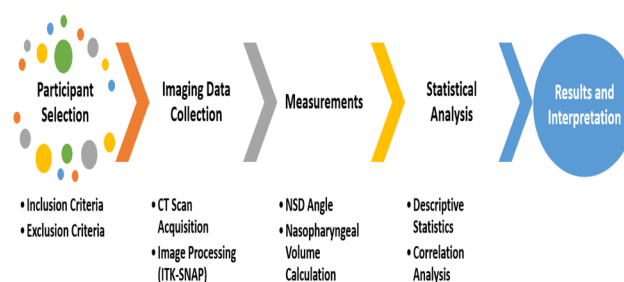 Participant
Selection
Imaging Data
Collection
Measurements
Statistical
Analysis
Results and
Interpretation
• Inclusion Criteria
• Exclusion Criteria
• CT Scan
Acquisition
• Image Processing
(ITK-SNAP)
• NSD Angle
• Nasopharyngeal
Volume
Calculation
• Descriptive
Statistics
• Correlation
Analysis